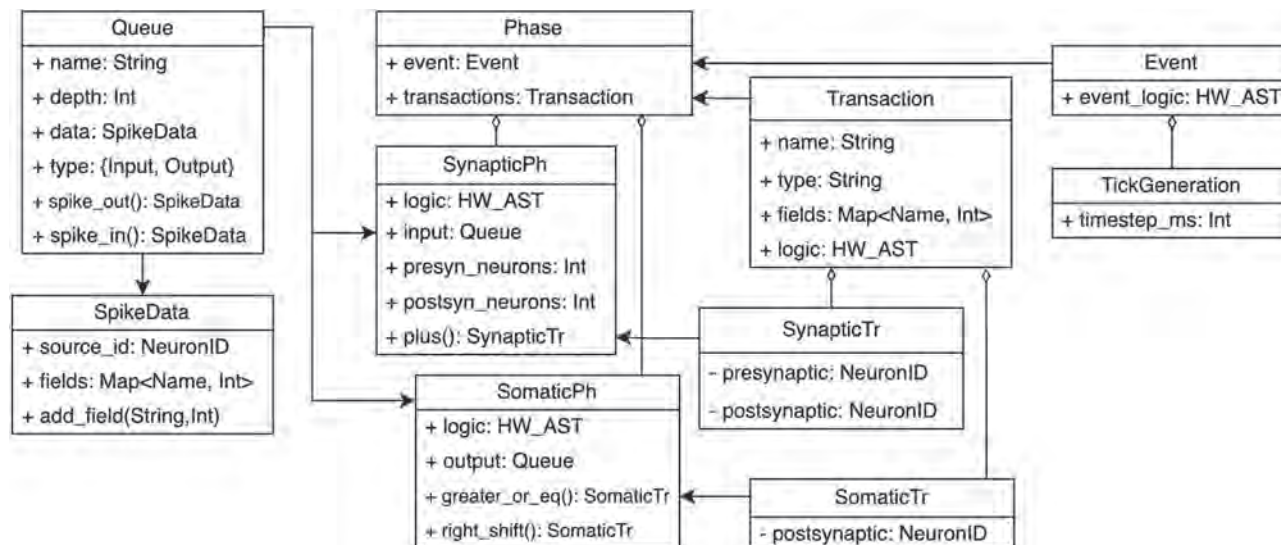 Queue
+ name: String
+ depth: Int
+ data: SpikeData
+ type: {Input, Output}
+ spike_out(): SpikeData
+ spike_in(): SpikeData
SpikeData
+ source_id: NeuronID
+ fields: Map<Name, Int>
+ add_field(String,Int)
Phase
+ event: Event
+ transactions: Transaction
SynapticPh
+ logic: HW_AST
+ input: Queue
+ presyn_neurons: Int
+ postsyn_neurons: Int
+ plus(): SynapticTr
SomaticPh
+ logic: HW_AST
+ output: Queue
+ greater_or_eq(): SomaticTr
+ right_shift(): SomaticTr
Transaction
+ name: String
+ type: String
+ fields: Map<Name, Int>
+ logic: HW_AST
SynapticTr
- presynaptic: NeuronID
- postsynaptic: NeuronID
SomaticTr
- postsynaptic: NeuronID
Event
+ event_logic: HW_AST
TickGeneration
+ timestep_ms: Int